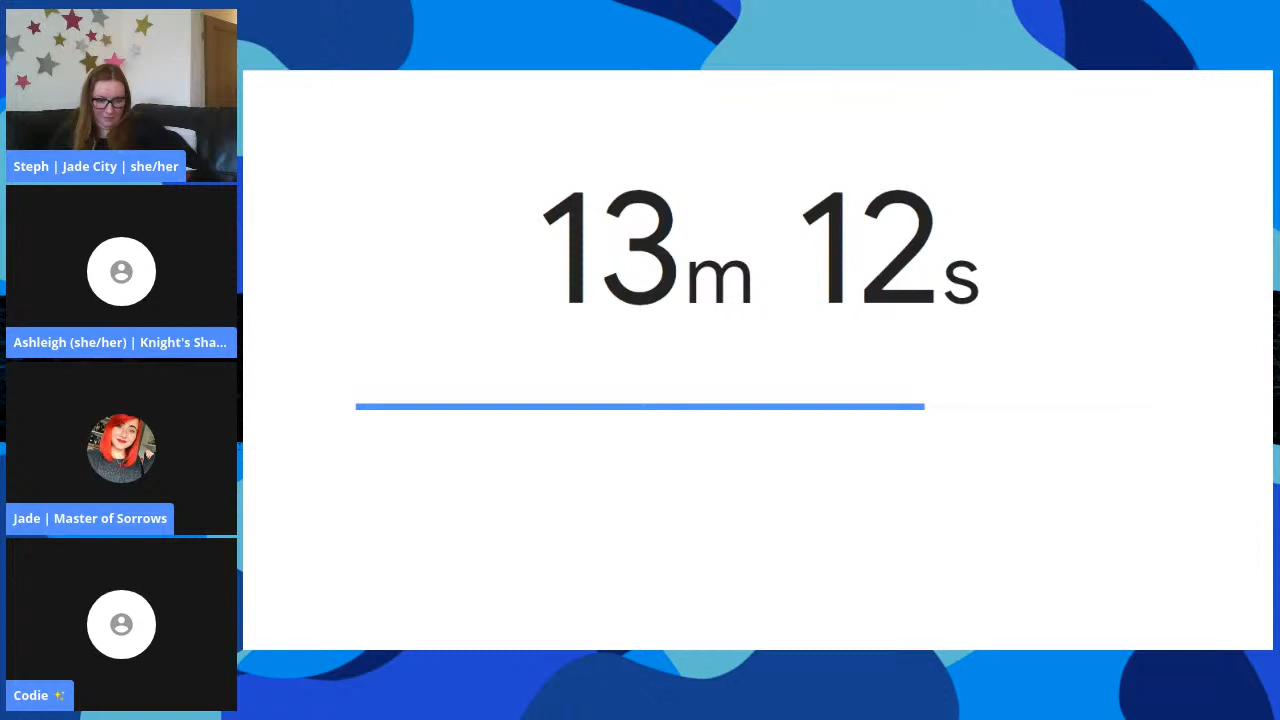 Steph | Jade City | she/her
Ashleigh (she/her) | Knight's Sha...
Jade | Master of Sorrows
Codie ✨
13m 12s